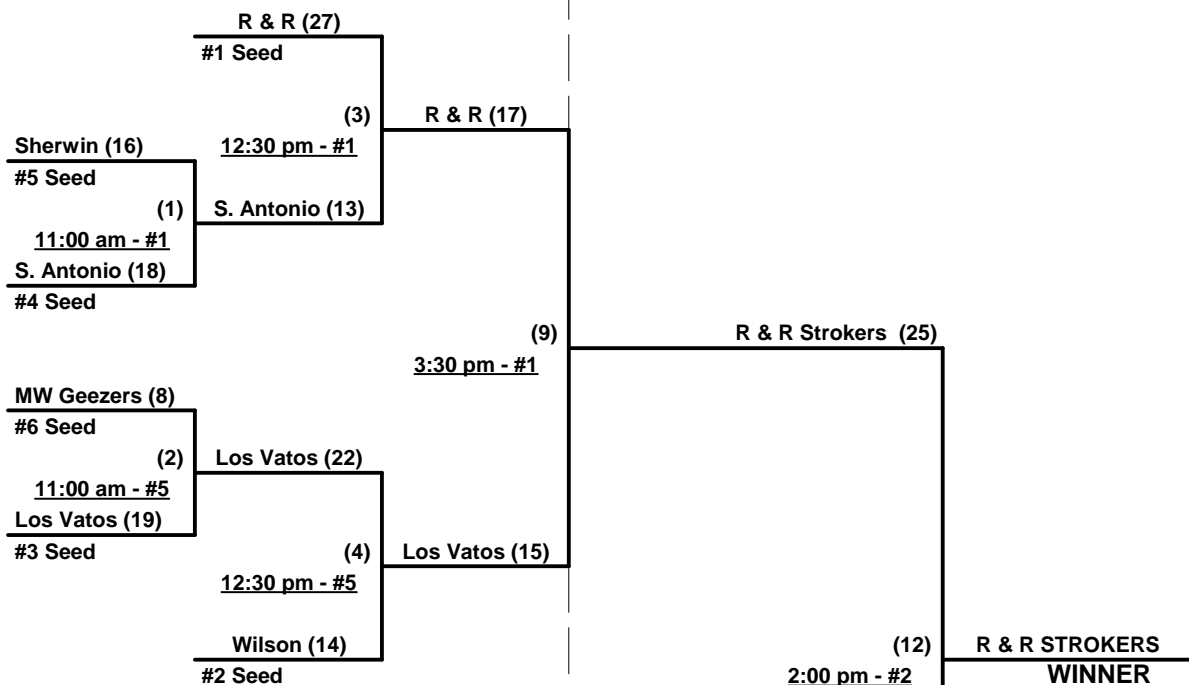 R & R (27)
#1 Seed
(3)
R & R (17)
12:30 pm - #1
Sherwin (16)
#5 Seed
(1)
S. Antonio (13)
11:00 am - #1
S. Antonio (18)
#4 Seed
(9)
R & R Strokers (25)
3:30 pm - #1
MW Geezers (8)
#6 Seed
(2)
Los Vatos (22)
11:00 am - #5
Los Vatos (19)
#3 Seed
(4)
Los Vatos (15)
12:30 pm - #5
Wilson (14)
#2 Seed
(12)
R & R STROKERS
2:00 pm - #2
WINNER